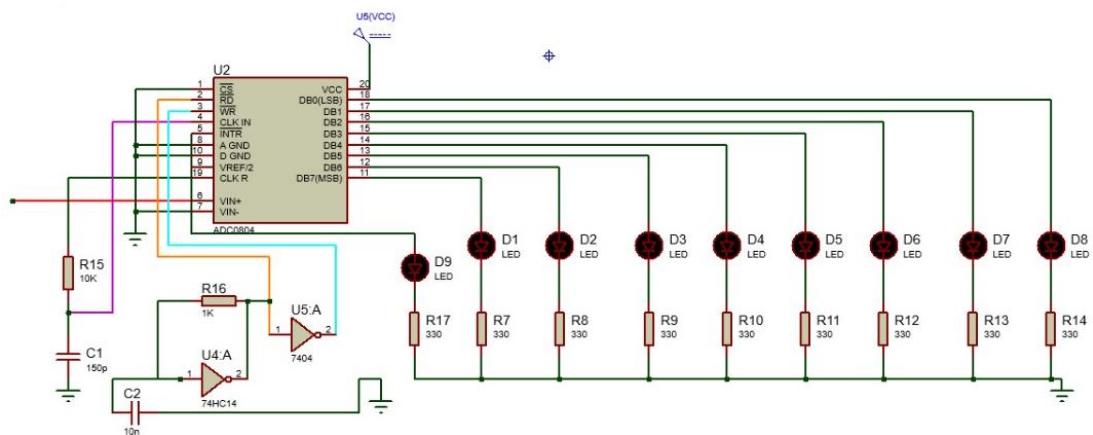 U5(VCC)
U2
1 CS VCC 20
2 RD DB0(LSB) 18
3 WR DB1 17
4 CLK IN DB2 16
5 INTR DB3 15
8 A GND DB4 14
10 D GND DB5 13
9 VREF/2 DB6 12
19 CLK R DB7(MSB) 11
6 VIN+
7 VIN-
ADC0804
D1 D2 D3 D4 D5 D6 D7 D8
LED LED LED LED LED LED LED LED
D9
LED
R15
10K
R16
1K
U5:A
1 2
7404
R17 R7 R8 R9 R10 R11 R12 R13 R14
330 330 330 330 330 330 330 330 330
C1
150p
U4:A
1 2
74HC14
C2
10n